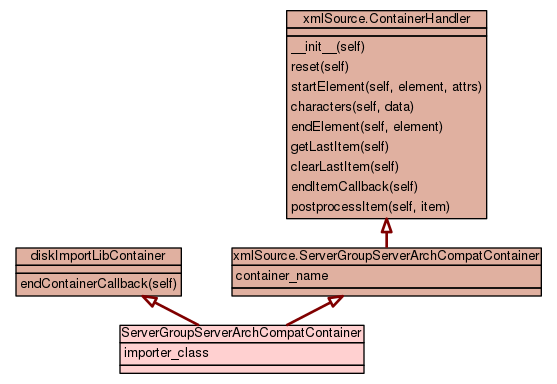 xmlSource.ContainerHandler
__init__(self)
reset(self)
startElement(self, element, attrs)
characters(self, data)
endElement(self, element)
getLastItem(self)
clearLastItem(self)
endItemCallback(self)
postprocessItem(self, item)
diskImportLibContainer
endContainerCallback(self)
xmlSource.ServerGroupServerArchCompatContainer
container_name
ServerGroupServerArchCompatContainer
importer_class